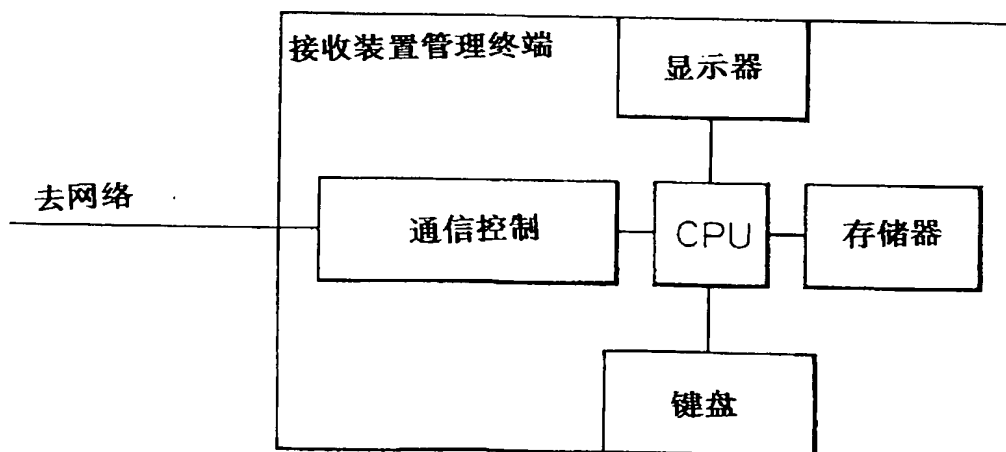 接收装置管理终端
显示器
去网络
通信控制
CPU
存储器
键盘